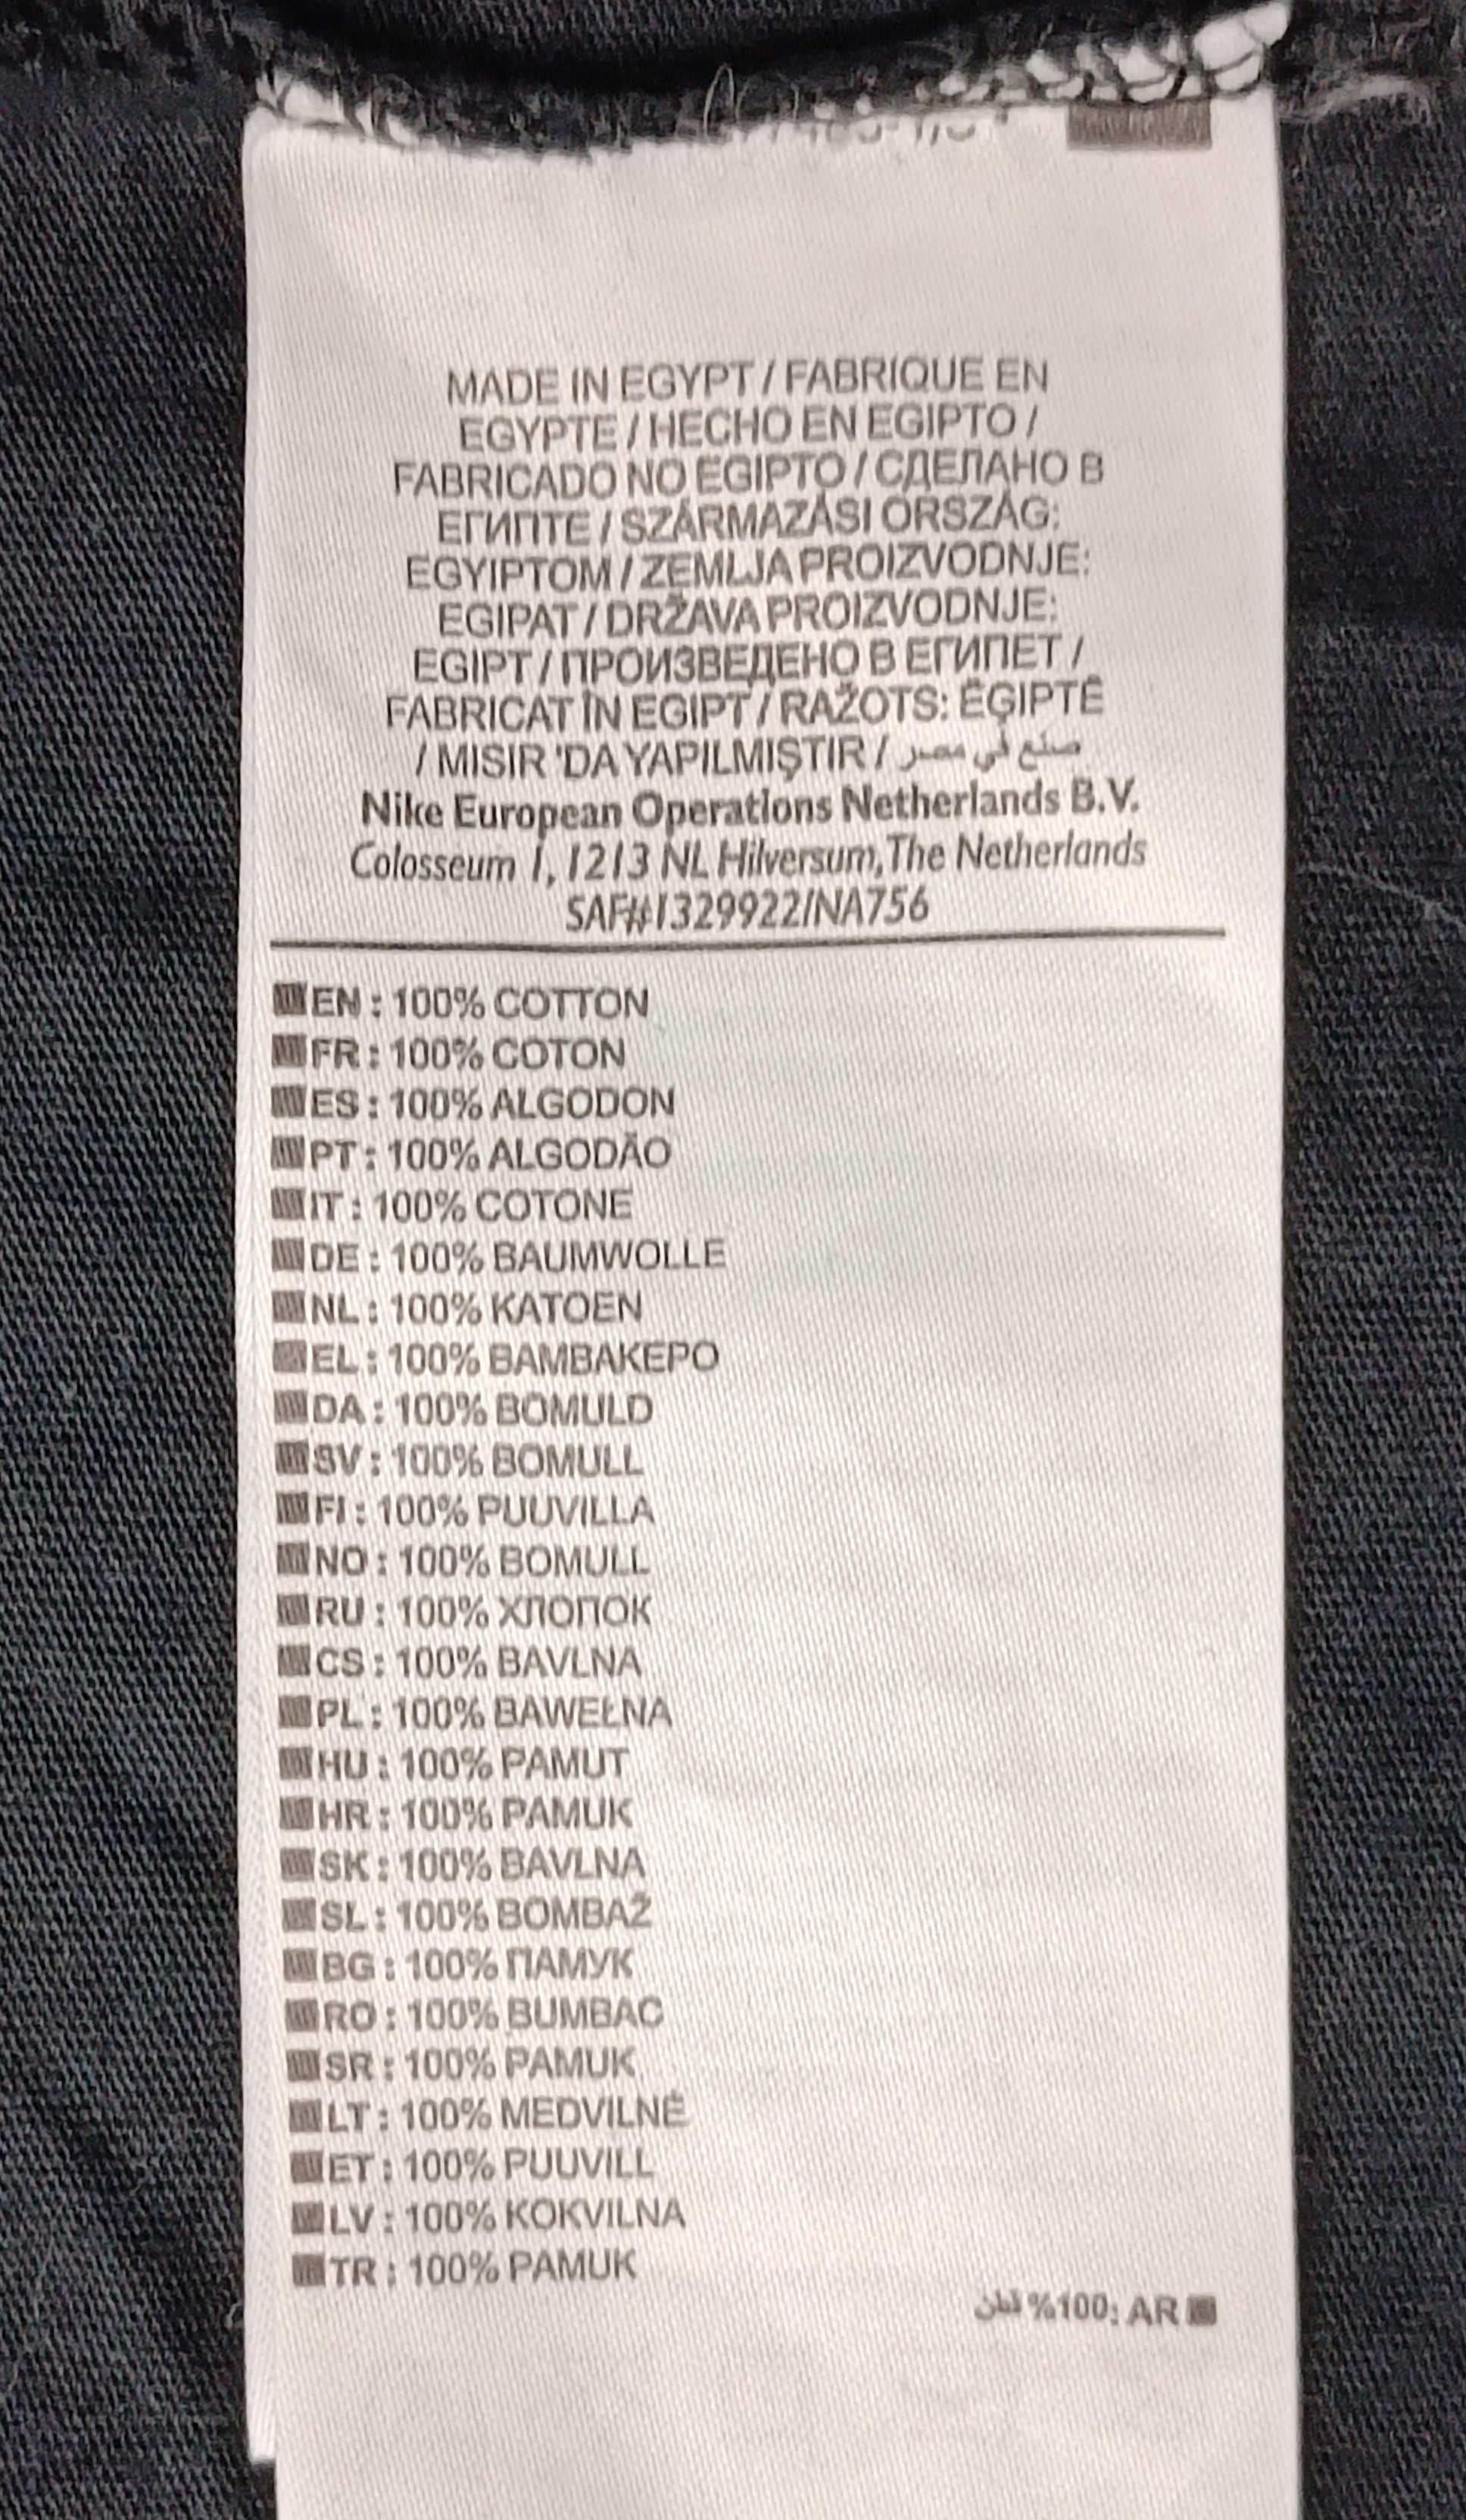 MADE IN EGYPT / FABRIQUE EN
EGYPTE / HECHO EN EGIPTO /
FABRICADO NO EGIPTO / СДЕЛАНО В
ЕГИПТЕ / SZÁRMAZÁSI ORSZÁG:
EGYIPTOM / ZEMLJA PROIZVODNJE:
EGIPAT / DRŽAVA PROIZVODNJE:
EGIPT / ПРОИЗВЕДЕНО В ЕГИПЕТ /
FABRICAT ÎN EGIPT / RAŽOTS: ĒĢIPTĒ
/ MISIR 'DA YAPILMIŞTIR / صنع في مصر
Nike European Operations Netherlands B.V.
Colosseum 1, 1213 NL Hilversum, The Netherlands
SAF#1329922/NA756
EN : 100% COTTON
FR : 100% COTON
ES : 100% ALGODON
PT : 100% ALGODÃO
IT : 100% COTONE
DE : 100% BAUMWOLLE
NL : 100% KATOEN
EL : 100% BAMBAKEPO
DA : 100% BOMULD
SV : 100% BOMULL
FI : 100% PUUVILLA
NO : 100% BOMULL
RU : 100% ХЛОПОК
CS : 100% BAVLNA
PL : 100% BAWEŁNA
HU : 100% PAMUT
HR : 100% PAMUK
SK : 100% BAVLNA
SL : 100% BOMBAŽ
BG : 100% ПАМУК
RO : 100% BUMBAC
SR : 100% PAMUK
LT : 100% MEDVILNĖ
ET : 100% PUUVILL
LV : 100% KOKVILNA
TR : 100% PAMUK
AR :100% قطن